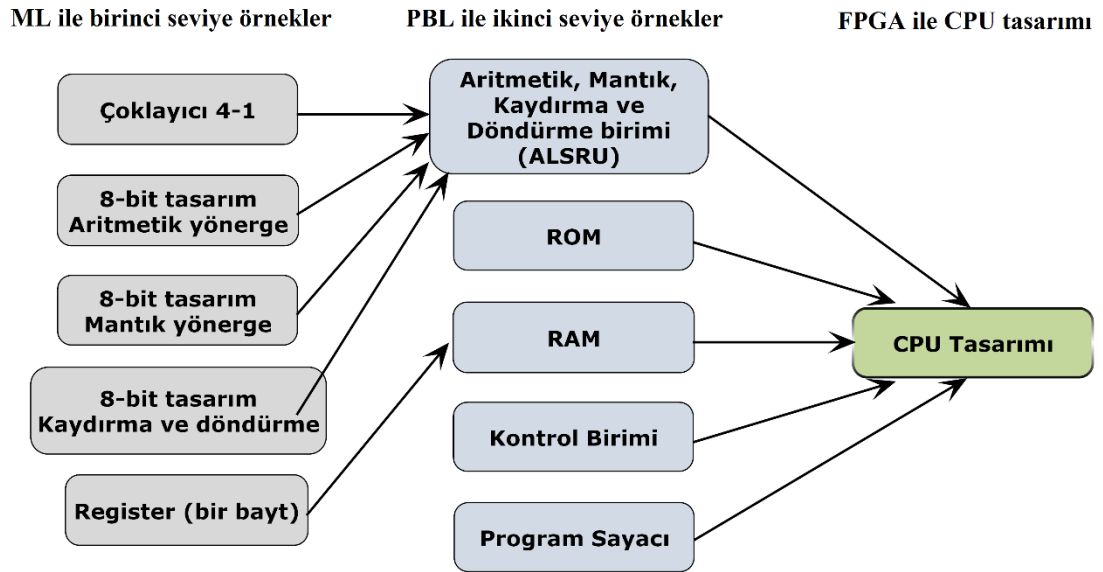 ML ile birinci seviye örnekler
PBL ile ikinci seviye örnekler
FPGA ile CPU tasarımı
Çoklayıcı 4-1
8-bit tasarım
Aritmetik yönerge
8-bit tasarım
Mantık yönerge
8-bit tasarım
Kaydırma ve döndürme
Register (bir bayt)
Aritmetik, Mantık,
Kaydırma ve
Döndürme birimi
(ALSRU)
ROM
RAM
Kontrol Birimi
Program Sayacı
CPU Tasarımı